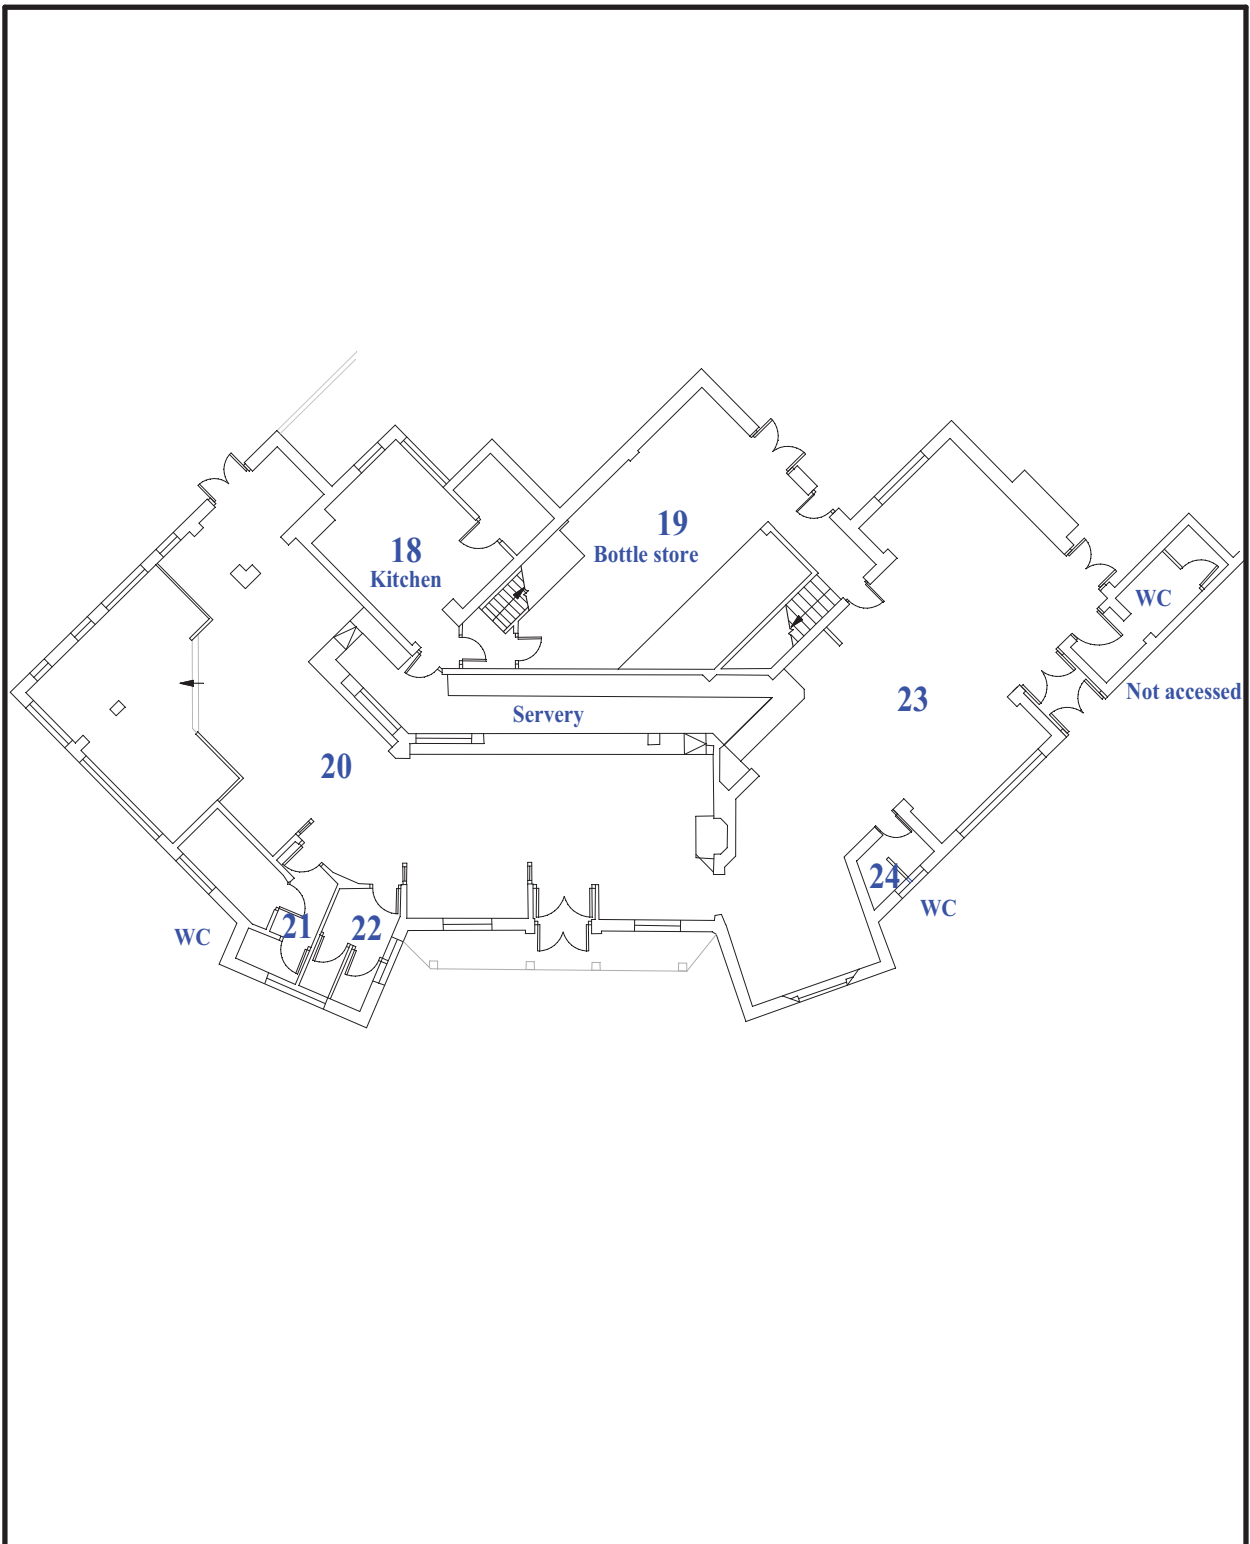 19
18
Bottle store
Kitchen
WC
Not accessed
23
Servery
20
24
WC
21
22
WC